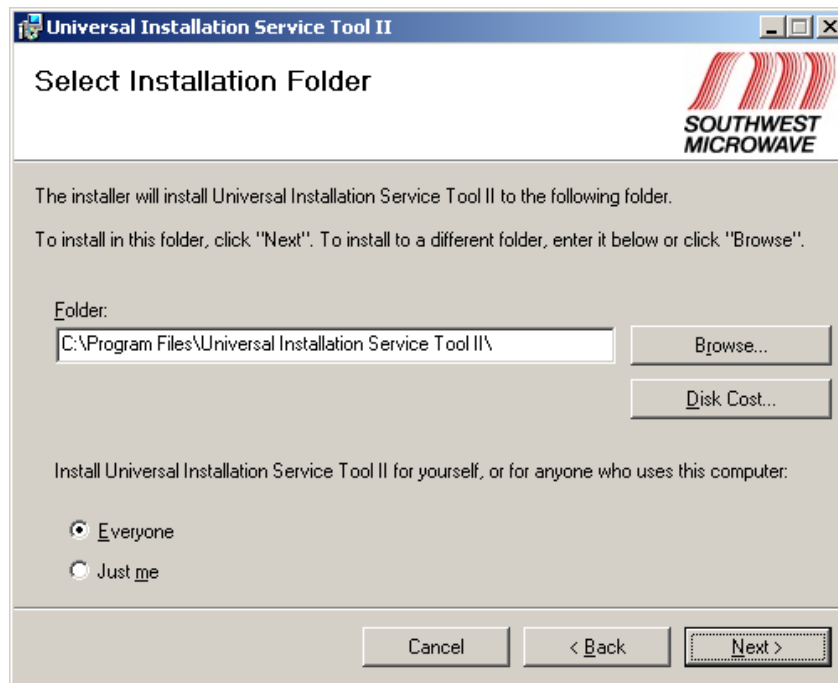 Universal Installation Service Tool II
Select Installation Folder
SOUTHWEST
MICROWAVE
The installer will install Universal Installation Service Tool II to the following folder.
To install in this folder, click "Next". To install to a different folder, enter it below or click "Browse".
Folder:
C:\Program Files\Universal Installation Service Tool II\
Browse...
Disk Cost...
Install Universal Installation Service Tool II for yourself, or for anyone who uses this computer:
Everyone
Just me
Cancel
< Back
Next >